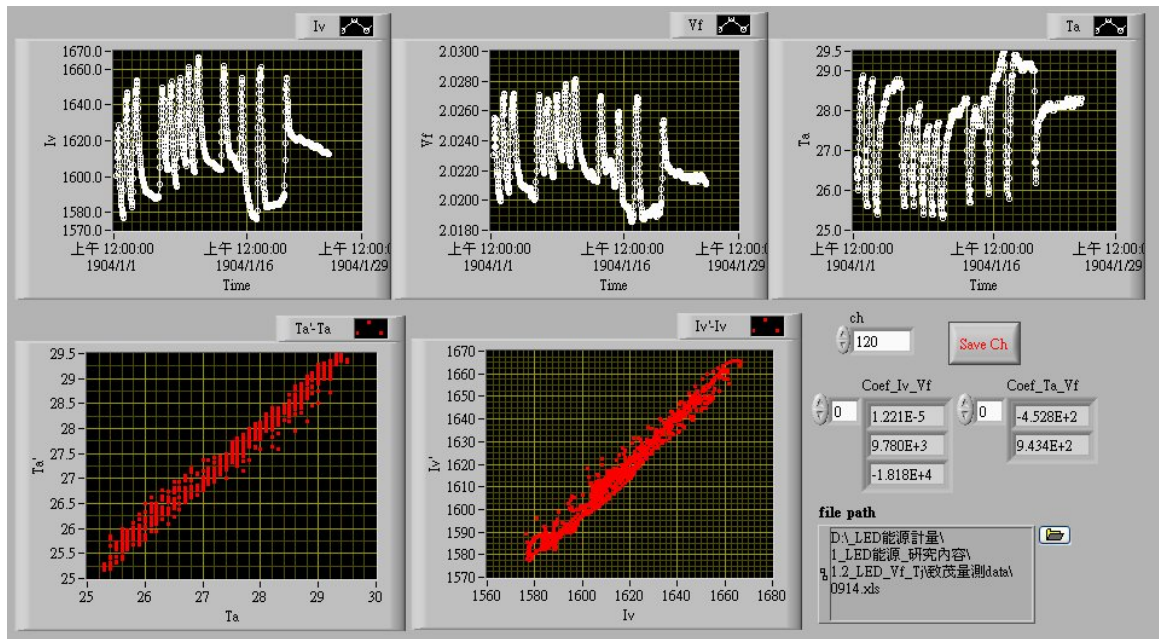 Iv
1670.0
1660.0
1640.0
1620.0
1600.0
1580.0
1570.0
Iv
上午 12:00:00 上午 12:00:00 上午 12:00:00
1904/1/1 1904/1/16 1904/1/29
Time
Vf
2.0300
2.0280
2.0260
2.0240
2.0220
2.0200
2.0180
Vf
上午 12:00:00 上午 12:00:00 上午 12:00:0
1904/1/1 1904/1/16 1904/1/29
Time
Ta
29.5
29.0
28.0
27.0
26.0
25.0
Ta
上午 12:00:00 上午 12:00:00 上午 12:00:0
1904/1/1 1904/1/16 1904/1/29
Time
Ta'-Ta
29.5
29
28.5
28
27.5
27
26.5
26
25.5
25
Ta'
25 26 27 28 29 30
Ta
Iv'-Iv
1670
1660
1650
1640
1630
1620
1610
1600
1590
1580
1570
Iv'
1560 1580 1600 1620 1640 1660 1680
Iv
ch
120
Save Ch
Coef_Iv_Vf
0
1.221E-5
9.780E+3
-1.818E+4
Coef_Ta_Vf
0
-4.528E+2
9.434E+2
file path
D:\_LED能源計量\
1_LED能源_研究內容\
1.2_LED_Vf_Tj\致茂量測data\
0914.xls